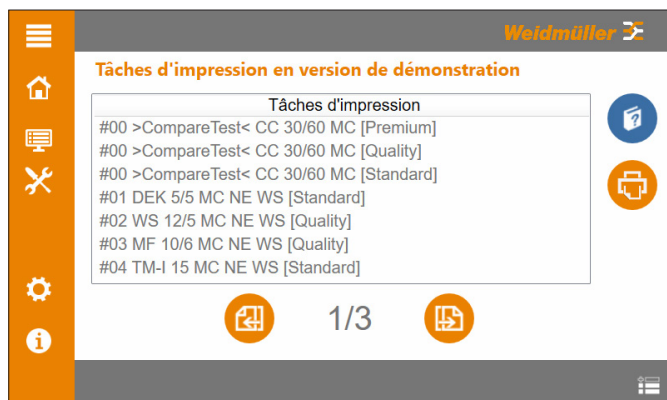 Weidmüller
Tâches d'impression en version de démonstration
Tâches d'impression
#00 >CompareTest< CC 30/60 MC [Premium]
#00 >CompareTest< CC 30/60 MC [Quality]
#00 >CompareTest< CC 30/60 MC [Standard]
#01 DEK 5/5 MC NE WS [Standard]
#02 WS 12/5 MC NE WS [Quality]
#03 MF 10/6 MC NE WS [Quality]
#04 TM-I 15 MC NE WS [Standard]
1/3